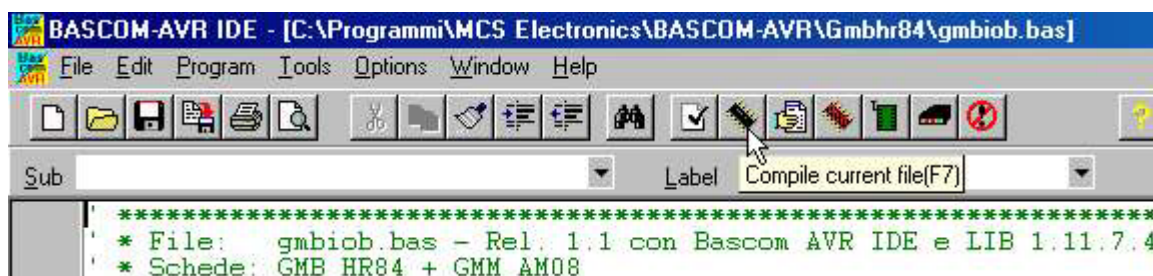 BASCOM-AVR IDE - [C:\Programmi\MCS Electronics\BASCOM-AVR\Gmbhr84\gmbiob.bas]
File Edit Program Tools Options Window Help
Sub Label Compile current file(F7)
' *****************************************************************
' * File: gmbiob.bas - Rel. 1.1 con Bascom AVR IDE e LIB 1.11.7.4
' * Schede: GMB HR84 + GMM AM08